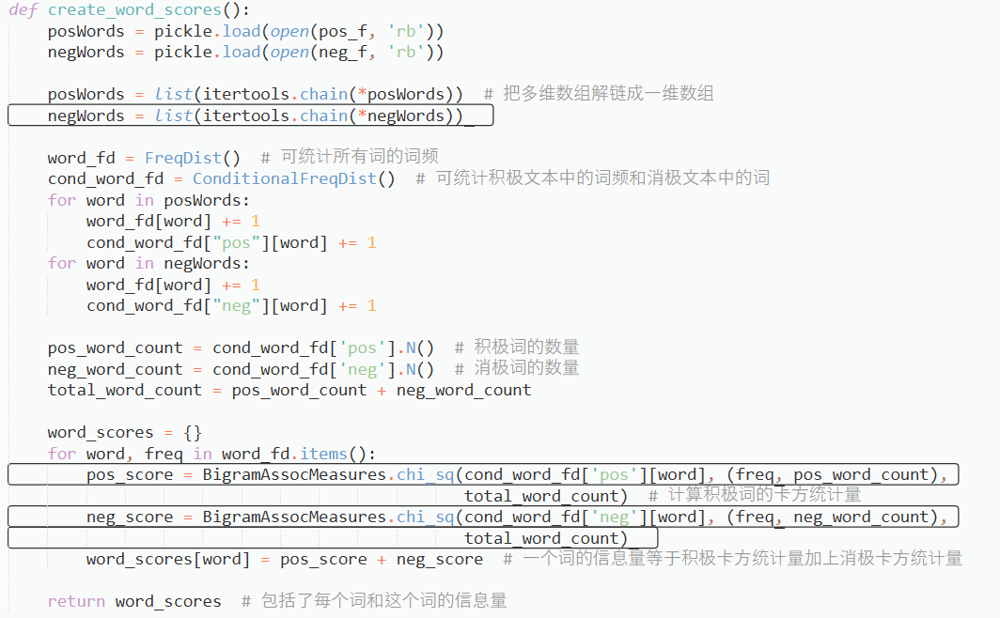 def create_word_scores():
    posWords = pickle.load(open(pos_f, 'rb'))
    negWords = pickle.load(open(neg_f, 'rb'))
    posWords = list(itertools.chain(*posWords))  # 把多维数组解链成一维数组
    negWords = list(itertools.chain(*negWords))
    word_fd = FreqDist()  # 可统计所有词的词频
    cond_word_fd = ConditionalFreqDist()  # 可统计积极文本中的词频和消极文本中的词
    for word in posWords:
        word_fd[word] += 1
        cond_word_fd["pos"][word] += 1
    for word in negWords:
        word_fd[word] += 1
        cond_word_fd["neg"][word] += 1
    pos_word_count = cond_word_fd['pos'].N()  # 积极词的数量
    neg_word_count = cond_word_fd['neg'].N()  # 消极词的数量
    total_word_count = pos_word_count + neg_word_count
    word_scores = {}
    for word, freq in word_fd.items():
        pos_score = BigramAssocMeasures.chi_sq(cond_word_fd['pos'][word], (freq, pos_word_count),
                                               total_word_count)  # 计算积极词的卡方统计量
        neg_score = BigramAssocMeasures.chi_sq(cond_word_fd['neg'][word], (freq, neg_word_count),
                                               total_word_count)
        word_scores[word] = pos_score + neg_score  # 一个词的信息量等于积极卡方统计量加上消极卡方统计量
    return word_scores  # 包括了每个词和这个词的信息量